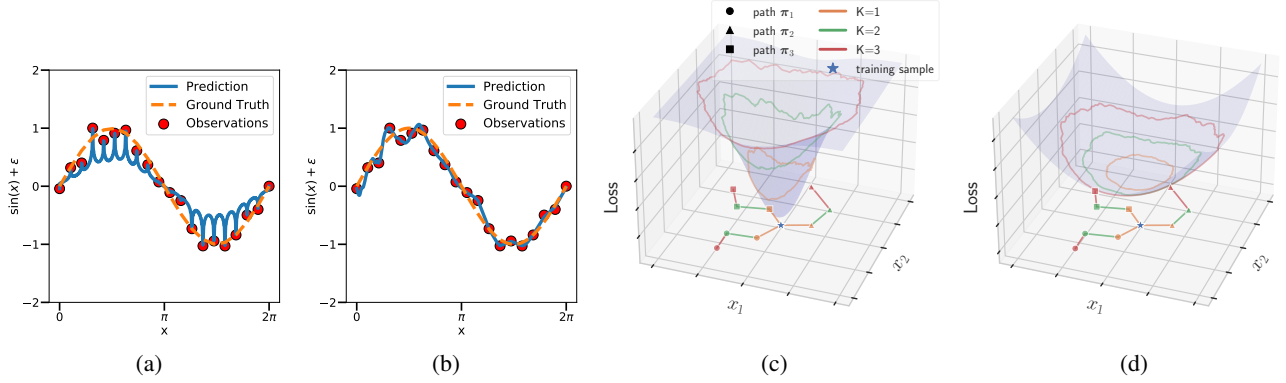 2
1
0
−1
−2
sin(x) + ε
0
π
2π
x
Prediction
Ground Truth
Observations
(a)
2
1
0
−1
−2
sin(x) + ε
0
π
2π
x
Prediction
Ground Truth
Observations
(b)
path π₁
path π₂
path π₃
K=1
K=2
K=3
training sample
Loss
x₁
x₂
(c)
Loss
x₁
x₂
(d)